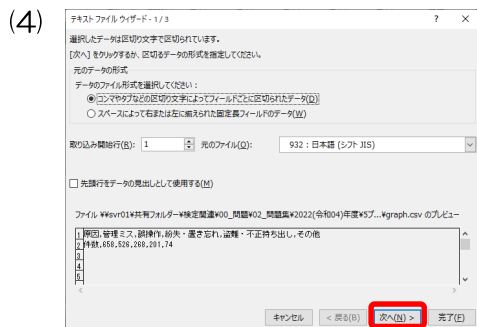 (4)
テキスト ファイル ウィザード - 1 / 3 ? ×
選択したデータは区切り文字で区切られています。
[次へ] をクリックするか、区切るデータの形式を指定してください。
元のデータの形式
データのファイル形式を選択してください:
コンマやタブなどの区切り文字によってフィールドごとに区切られたデータ(D)
スペースによって右または左に揃えられた固定長フィールドのデータ(W)
取り込み開始行(R): 1 元のファイル(O): 932 : 日本語 (シフト JIS)
先頭行をデータの見出しとして使用する(M)
ファイル ¥¥svr01¥共有フォルダー¥検定関連¥00_問題¥02_問題集¥2022(令和04)年度¥5プ...¥graph.csv のプレビュー
1 原因,管理ミス,誤操作,紛失・置き忘れ,盗難・不正持ち出し,その他
2 件数,658,526,268,201,74
3
4
5
キャンセル < 戻る(B) 次へ(N) > 完了(F)